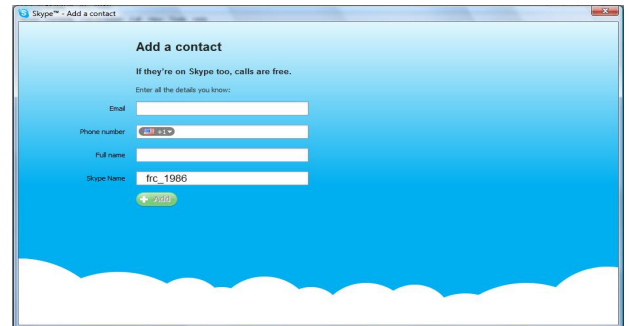 Skype™ - Add a contact
Add a contact
If they're on Skype too, calls are free.
Enter all the details you know:
Email
Phone number +1
Full name
Skype Name frc_1986
Add